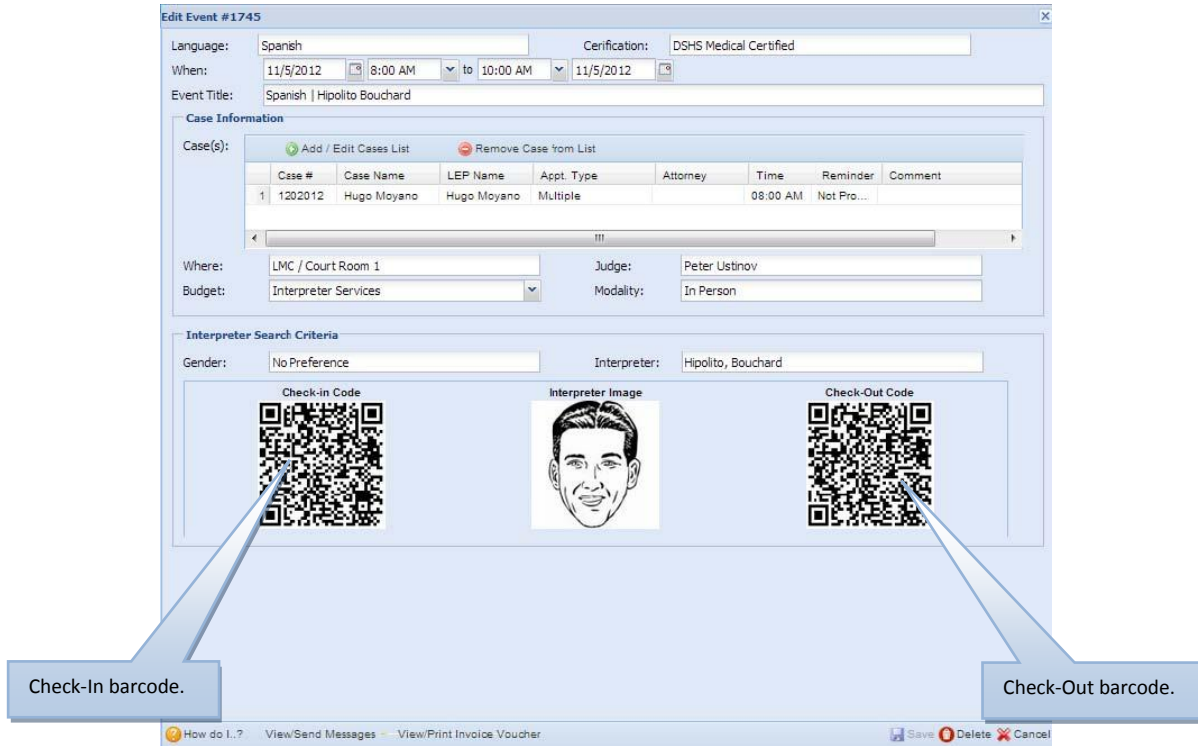 Edit Event #1745
Language: Spanish Cerification: DSHS Medical Certified
When: 11/5/2012 8:00 AM to 10:00 AM 11/5/2012
Event Title: Spanish | Hipolito Bouchard
Case Information
Case(s): Add / Edit Cases List Remove Case from List
Case # Case Name LEP Name Appt. Type Attorney Time Reminder Comment
1 1202012 Hugo Moyano Hugo Moyano Multiple 08:00 AM Not Pro...
Where: LMC / Court Room 1 Judge: Peter Ustinov
Budget: Interpreter Services Modality: In Person
Interpreter Search Criteria
Gender: No Preference Interpreter: Hipolito, Bouchard
Check-in Code Interpreter Image Check-Out Code
Check-In barcode. Check-Out barcode.
How do I..? View/Send Messages View/Print Invoice Voucher Save Delete Cancel